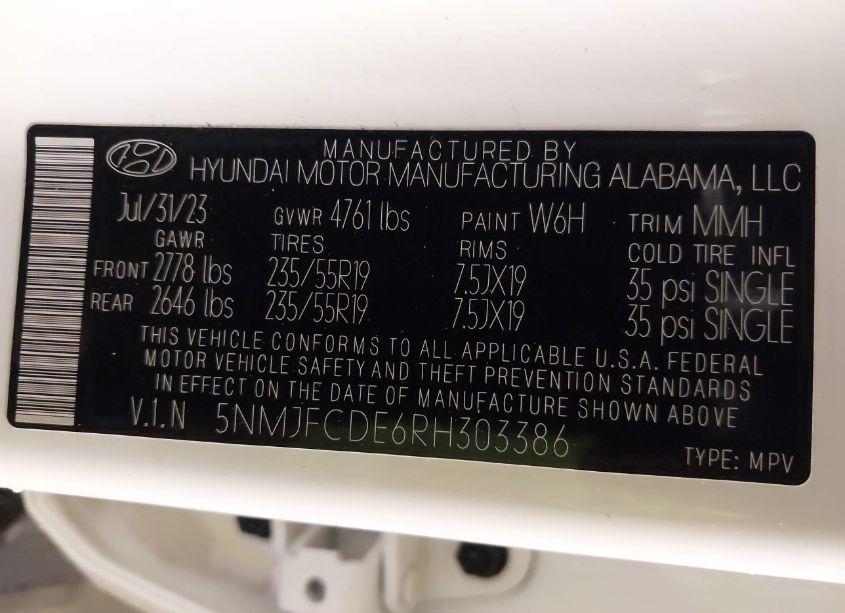 MANUFACTURED BY
HYUNDAI MOTOR MANUFACTURING ALABAMA, LLC
Jul/31/23 GVWR 4761 lbs PAINT W6H TRIM MMH
GAWR TIRES RIMS COLD TIRE INFL
FRONT 2778 lbs 235/55R19 7.5JX19 35 psi SINGLE
REAR 2646 lbs 235/55R19 7.5JX19 35 psi SINGLE
THIS VEHICLE CONFORMS TO ALL APPLICABLE U.S.A. FEDERAL
MOTOR VEHICLE SAFETY AND THEFT PREVENTION STANDARDS
IN EFFECT ON THE DATE OF MANUFACTURE SHOWN ABOVE
V.I.N 5NMJFCDE6RH303386
TYPE: MPV